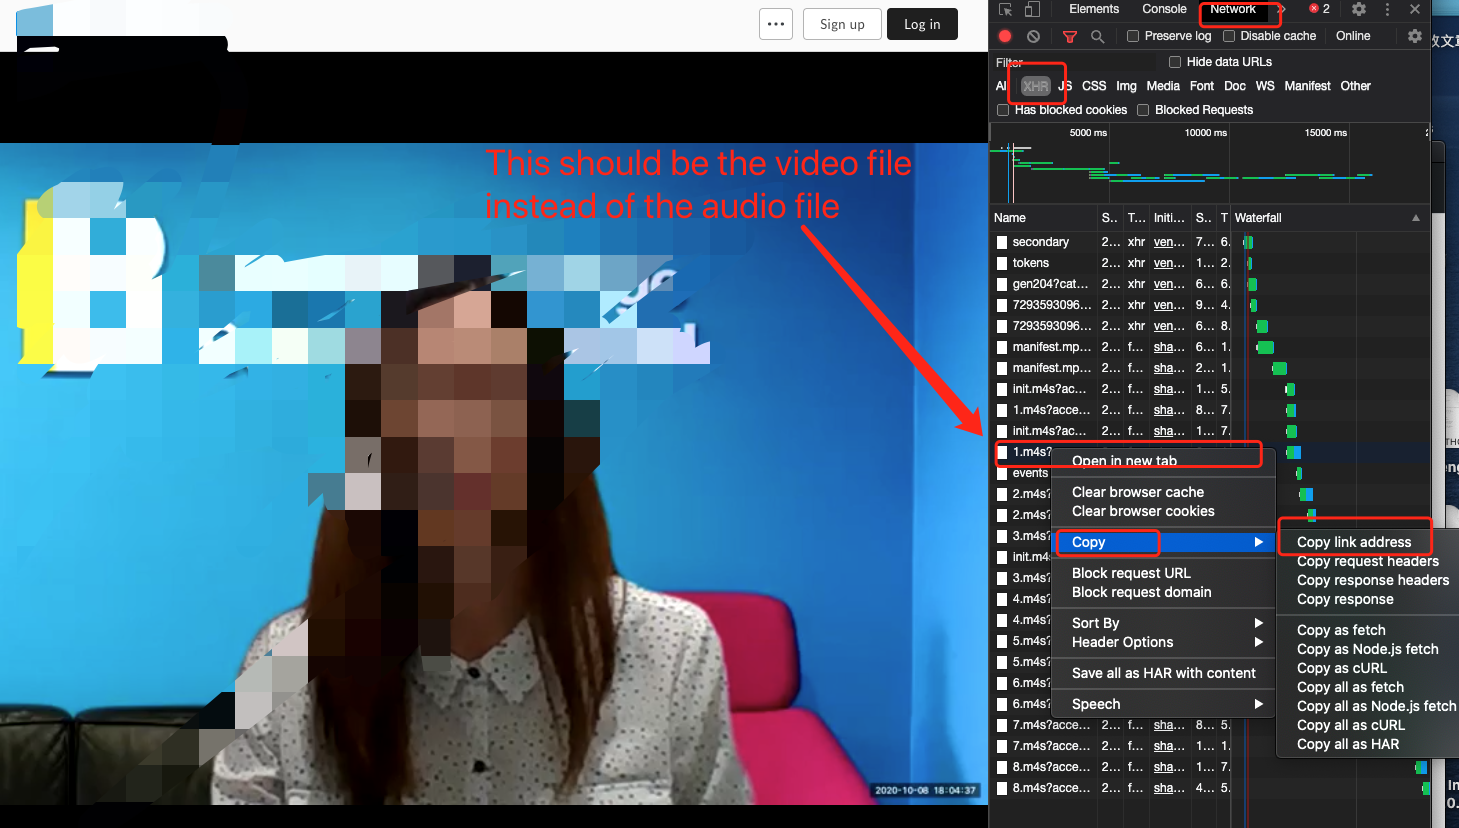 Sign up
Log in
This should be the video file
instead of the audio file
2020-10-08 18:04:37
Elements
Console
Network
2
Preserve log
Disable cache
Online
Filter
Hide data URLs
XHR
JS
CSS
Img
Media
Font
Doc
WS
Manifest
Other
Has blocked cookies
Blocked Requests
5000 ms
10000 ms
15000 ms
Name
S..
T...
Initi...
S..
T
Waterfall
secondary 2... xhr ven... 7... 6.
tokens 2... xhr ven... 1... 2.
gen204?cat... 2... xhr ven... 6... 6.
7293593096... 2... xhr ven... 9... 4.
7293593096... 2... xhr ven... 6... 8.
manifest.mp... 2... f... sha... 6... 1.
manifest.mp... 2... f... sha... 2... 1.
init.m4s?ac... 2... f... sha... 1... 5.
1.m4s?acce... 2... f... sha... 8... 7.
init.m4s?ac... 2... f... sha... 1... 7.
1.m4s?
events
2.m4s?
2.m4s?
3.m4s?
init.m4s
3.m4s?
4.m4s?
4.m4s?
5.m4s?
5.m4s?
6.m4s?
6.m4s?
7.m4s?acce... 2... f... sha... 8... 5.
7.m4s?acce... 2... f... sha... 1... 1.
8.m4s?acce... 2... f... sha... 1... 7.
8.m4s?acce... 2... f... sha... 4... 5.
Open in new tab
Clear browser cache
Clear browser cookies
Copy
Block request URL
Block request domain
Sort By
Header Options
Save all as HAR with content
Speech
Copy link address
Copy request headers
Copy response headers
Copy response
Copy as fetch
Copy as Node.js fetch
Copy as cURL
Copy all as fetch
Copy all as Node.js fetch
Copy all as cURL
Copy all as HAR